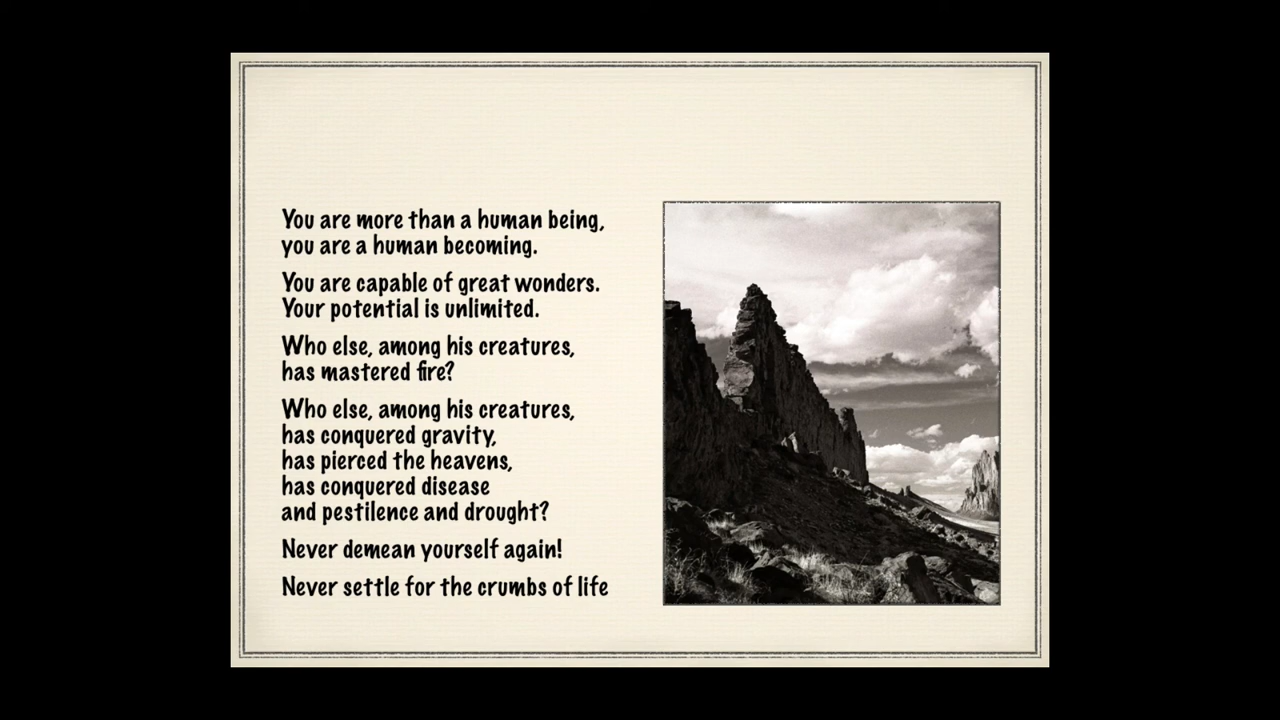 You are more than a human being,
you are a human becoming.
You are capable of great wonders.
Your potential is unlimited.
Who else, among his creatures,
has mastered fire?
Who else, among his creatures,
has conquered gravity,
has pierced the heavens,
has conquered disease
and pestilence and drought?
Never demean yourself again!
Never settle for the crumbs of life